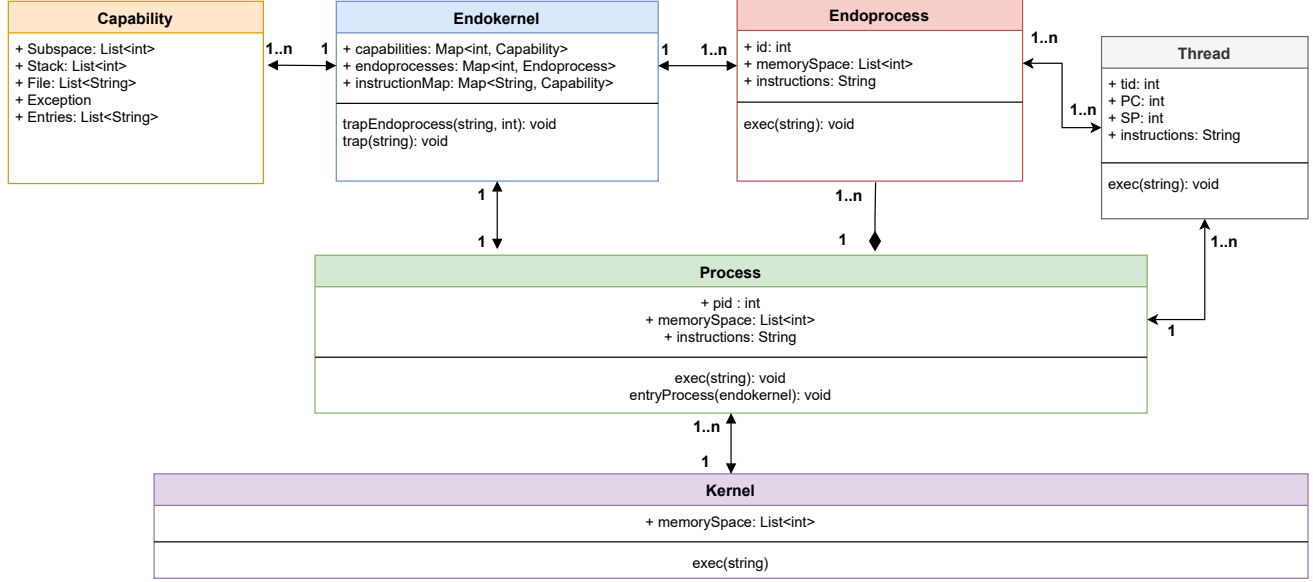 Capability
+ Subspace: List<int>
+ Stack: List<int>
+ File: List<String>
+ Exception
+ Entries: List<String>
1..n
1
Endokernel
+ capabilities: Map<int, Capability>
+ endoprocesses: Map<int, Endoprocess>
+ instructionMap: Map<String, Capability>
trapEndoprocess(string, int): void
trap(string): void
1
1..n
Endoprocess
+ id: int
+ memorySpace: List<int>
+ instructions: String
exec(string): void
1..n
1..n
Thread
+ tid: int
+ PC: int
+ SP: int
+ instructions: String
exec(string): void
1
1
1..n
1
1..n
1
Process
+ pid : int
+ memorySpace: List<int>
+ instructions: String
exec(string): void
entryProcess(endokernel): void
1..n
1
Kernel
+ memorySpace: List<int>
exec(string)